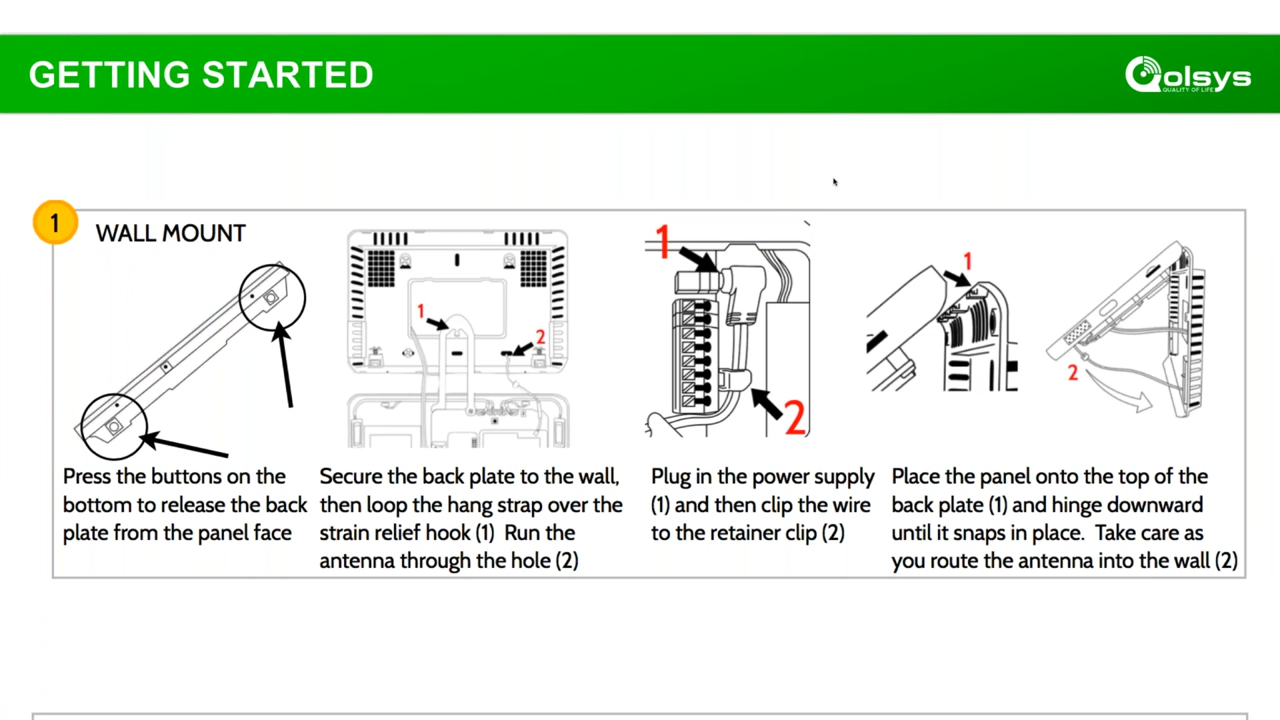 GETTING STARTED
Qolsys
QUALITY OF LIFE
1
WALL MOUNT
1
2
1
2
1
2
Press the buttons on the
bottom to release the back
plate from the panel face
Secure the back plate to the wall,
then loop the hang strap over the
strain relief hook (1) Run the
antenna through the hole (2)
Plug in the power supply
(1) and then clip the wire
to the retainer clip (2)
Place the panel onto the top of the
back plate (1) and hinge downward
until it snaps in place. Take care as
you route the antenna into the wall (2)